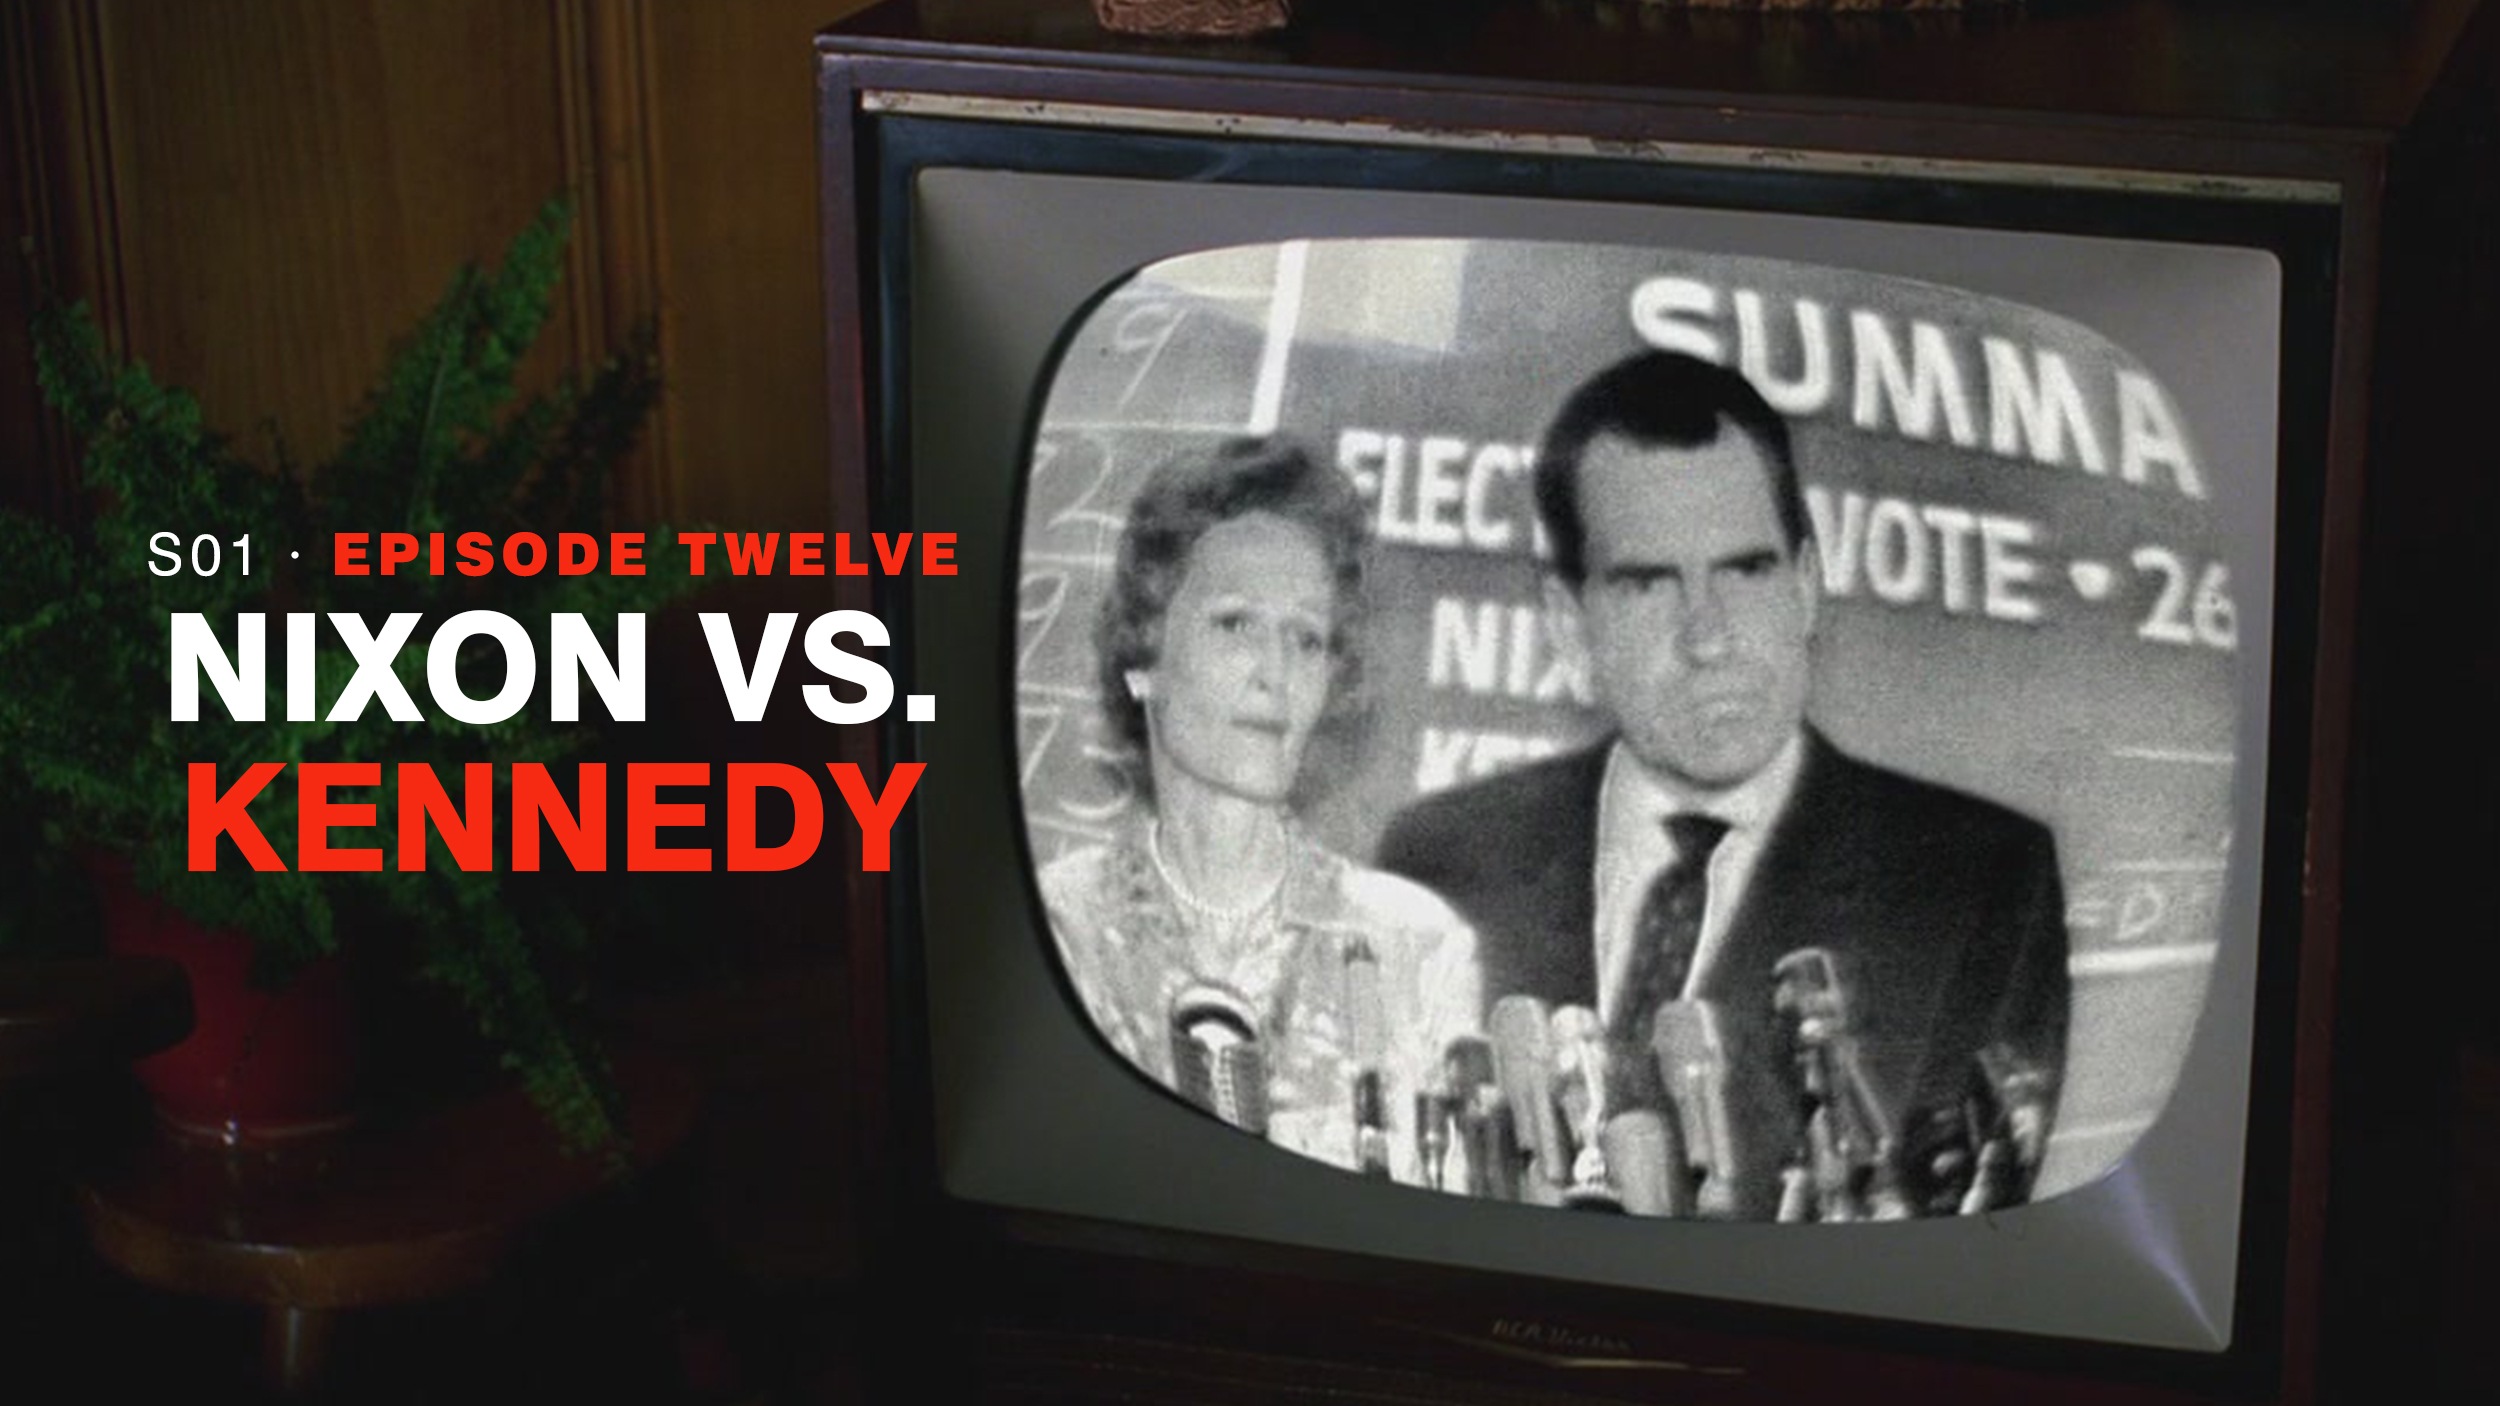 S01 · EPISODE TWELVE
NIXON VS.
KENNEDY
SUMMA
ELECT VOTE • 26
NIX